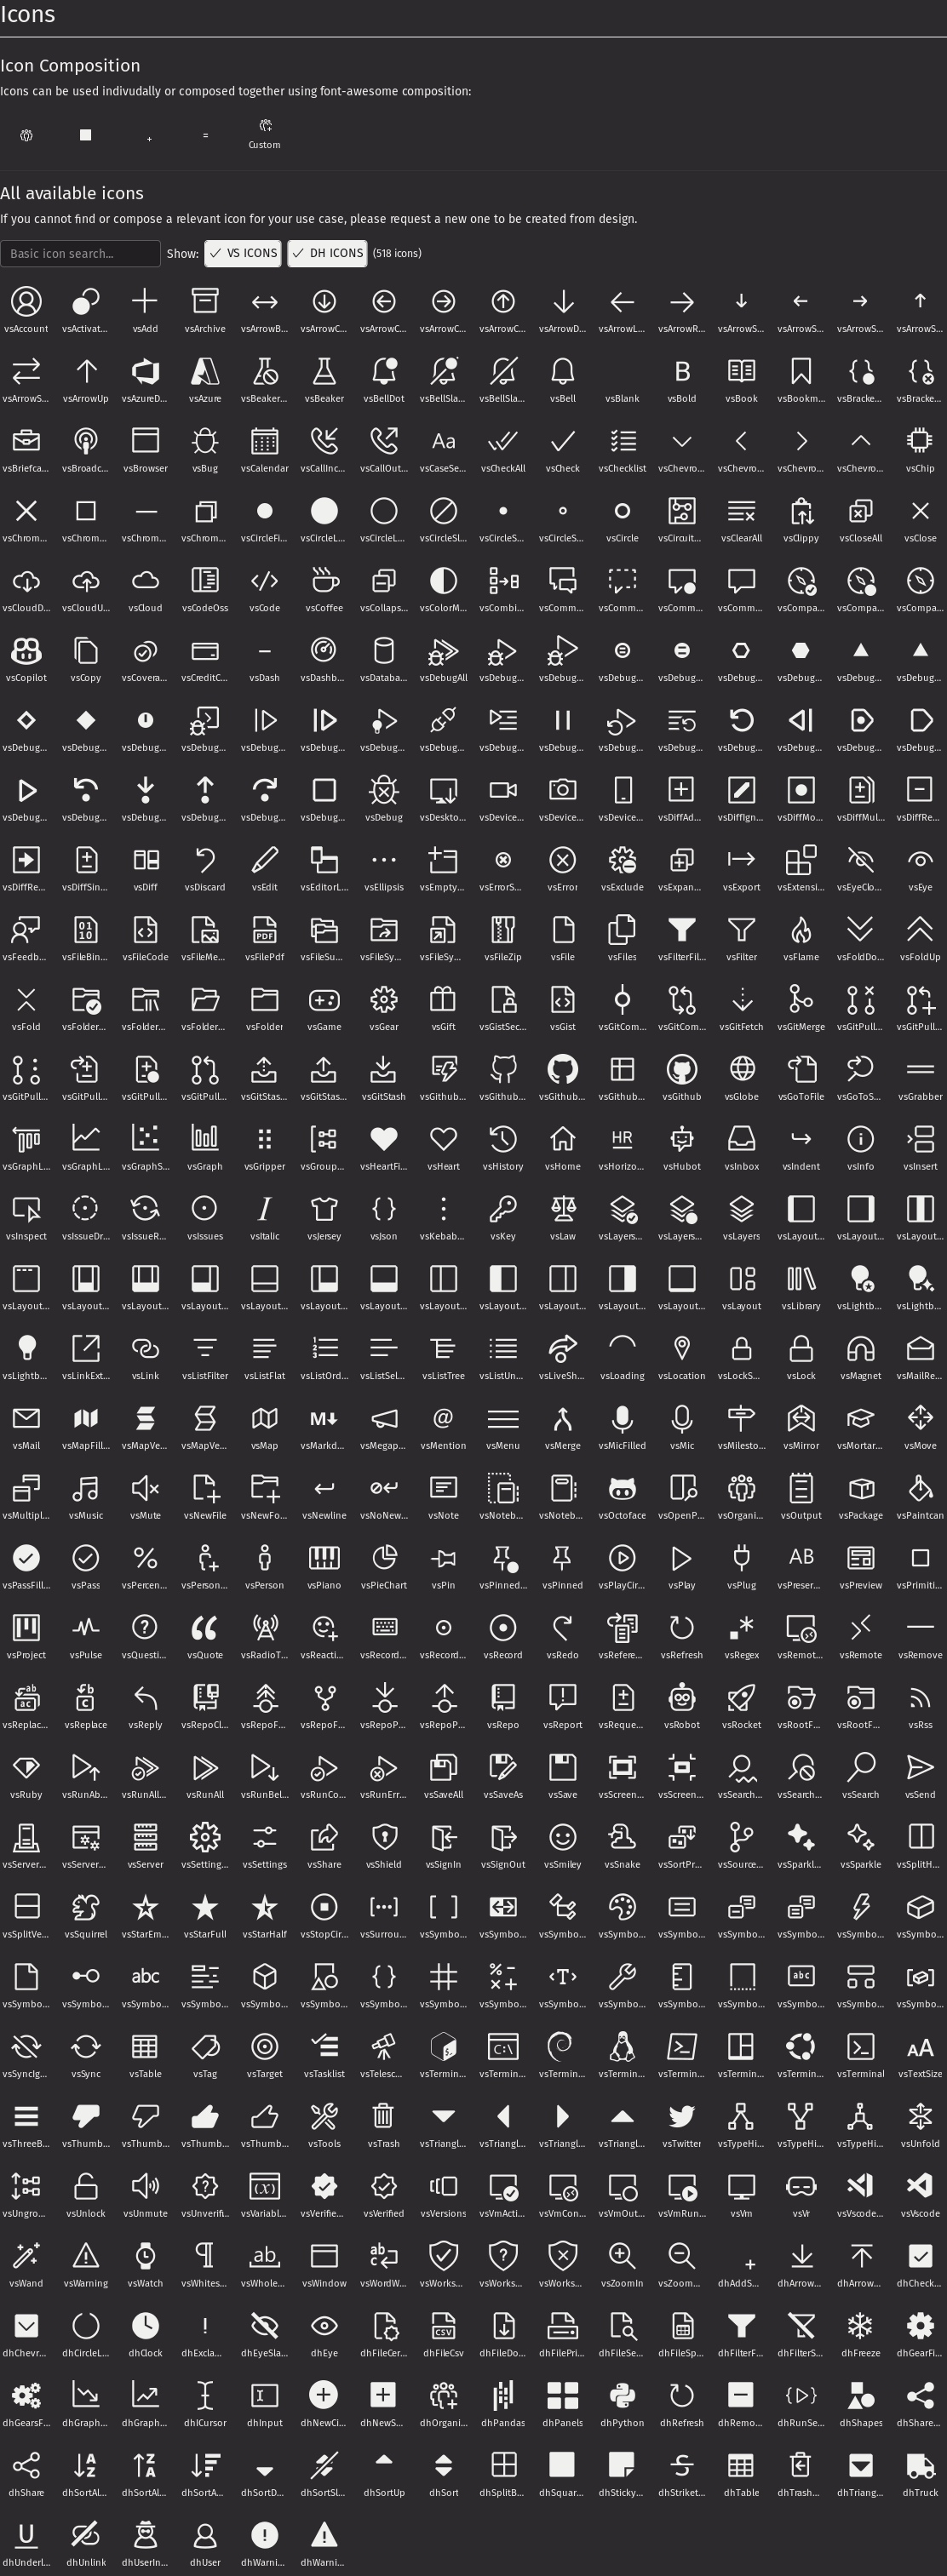 Icons
Icon Composition
Icons can be used indivudally or composed together using font-awesome composition:
+ =
Custom
All available icons
If you cannot find or compose a relevant icon for your use case, please request a new one to be created from design.
Basic icon search... Show: VS ICONS DH ICONS (518 icons)
vsAccount vsActivat... vsAdd vsArchive vsArrowB... vsArrowC... vsArrowC... vsArrowC... vsArrowC... vsArrowD... vsArrowL... vsArrowR... vsArrowS... vsArrowS... vsArrowS... vsArrowS...
vsArrowS... vsArrowUp vsAzureD... vsAzure vsBeaker... vsBeaker vsBellDot vsBellSla... vsBellSla... vsBell vsBlank vsBold vsBook vsBookm... vsBracke... vsBracke...
vsBriefca... vsBroadc... vsBrowser vsBug vsCalendar vsCallInc... vsCallOut... vsCaseSe... vsCheckAll vsCheck vsChecklist vsChevro... vsChevro... vsChevro... vsChevro... vsChip
vsChrom... vsChrom... vsChrom... vsChrom... vsCircleFi... vsCircleL... vsCircleL... vsCircleSl... vsCircleS... vsCircleS... vsCircle vsCircuit... vsClearAll vsClippy vsCloseAll vsClose
vsCloudD... vsCloudU... vsCloud vsCodeOss vsCode vsCoffee vsCollaps... vsColorM... vsCombi... vsComm... vsComm... vsComm... vsComm... vsCompa... vsCompa... vsCompa...
vsCopilot vsCopy vsCovera... vsCreditC... vsDash vsDashb... vsDataba... vsDebugAll vsDebug... vsDebug... vsDebug... vsDebug... vsDebug... vsDebug... vsDebug... vsDebug...
vsDebug... vsDebug... vsDebug... vsDebug... vsDebug... vsDebug... vsDebug... vsDebug... vsDebug... vsDebug... vsDebug... vsDebug... vsDebug... vsDebug... vsDebug... vsDebug...
vsDebug... vsDebug... vsDebug... vsDebug... vsDebug... vsDebug... vsDebug vsDeskto... vsDevice... vsDevice... vsDevice... vsDiffAd... vsDiffIgn... vsDiffMo... vsDiffMul... vsDiffRe...
vsDiffRe... vsDiffSin... vsDiff vsDiscard vsEdit vsEditorL... vsEllipsis vsEmpty... vsErrorS... vsError vsExclude vsExpan... vsExport vsExtensi... vsEyeClo... vsEye
vsFeedb... vsFileBin... vsFileCode vsFileMe... vsFilePdf vsFileSu... vsFileSy... vsFileSy... vsFileZip vsFile vsFiles vsFilterFil... vsFilter vsFlame vsFoldDo... vsFoldUp
vsFold vsFolder... vsFolder... vsFolder... vsFolder vsGame vsGear vsGift vsGistSec... vsGist vsGitCom... vsGitCom... vsGitFetch vsGitMerge vsGitPull... vsGitPull...
vsGitPull... vsGitPull... vsGitPull... vsGitPull... vsGitStas... vsGitStas... vsGitStash vsGithub... vsGithub... vsGithub... vsGithub... vsGithub vsGlobe vsGoToFile vsGoToS... vsGrabber
vsGraphL... vsGraphL... vsGraphS... vsGraph vsGripper vsGroup... vsHeartFi... vsHeart vsHistory vsHome vsHorizo... vsHubot vsInbox vsIndent vsInfo vsInsert
vsInspect vsIssueDr... vsIssueR... vsIssues vsItalic vsJersey vsJson vsKebab... vsKey vsLaw vsLayers... vsLayers... vsLayers vsLayout... vsLayout... vsLayout...
vsLayout... vsLayout... vsLayout... vsLayout... vsLayout... vsLayout... vsLayout... vsLayout... vsLayout... vsLayout... vsLayout... vsLayout... vsLayout vsLibrary vsLightb... vsLightb...
vsLightb... vsLinkExt... vsLink vsListFilter vsListFlat vsListOrd... vsListSel... vsListTree vsListUn... vsLiveSh... vsLoading vsLocation vsLockS... vsLock vsMagnet vsMailRe...
vsMail vsMapFill... vsMapVe... vsMapVe... vsMap vsMarkd... vsMegap... vsMention vsMenu vsMerge vsMicFilled vsMic vsMilesto... vsMirror vsMortar... vsMove
vsMultipl... vsMusic vsMute vsNewFile vsNewFo... vsNewline vsNoNew... vsNote vsNoteb... vsNoteb... vsOctoface vsOpenP... vsOrgani... vsOutput vsPackage vsPaintcan
vsPassFill... vsPass vsPercen... vsPerson... vsPerson vsPiano vsPieChart vsPin vsPinned... vsPinned vsPlayCir... vsPlay vsPlug vsPreser... vsPreview vsPrimiti...
vsProject vsPulse vsQuesti... vsQuote vsRadioT... vsReacti... vsRecord... vsRecord... vsRecord vsRedo vsRefere... vsRefresh vsRegex vsRemot... vsRemote vsRemove
vsReplac... vsReplace vsReply vsRepoCl... vsRepoF... vsRepoF... vsRepoP... vsRepoP... vsRepo vsReport vsReque... vsRobot vsRocket vsRootF... vsRootF... vsRss
vsRuby vsRunAb... vsRunAll... vsRunAll vsRunBel... vsRunCo... vsRunErr... vsSaveAll vsSaveAs vsSave vsScreen... vsScreen... vsSearch... vsSearch... vsSearch vsSend
vsServer... vsServer... vsServer vsSetting... vsSettings vsShare vsShield vsSignIn vsSignOut vsSmiley vsSnake vsSortPr... vsSource... vsSparkl... vsSparkle vsSplitH...
vsSplitVe... vsSquirrel vsStarEm... vsStarFull vsStarHalf vsStopCir... vsSurrou... vsSymbo... vsSymbo... vsSymbo... vsSymbo... vsSymbo... vsSymbo... vsSymbo... vsSymbo... vsSymbo...
vsSymbo... vsSymbo... vsSymbo... vsSymbo... vsSymbo... vsSymbo... vsSymbo... vsSymbo... vsSymbo... vsSymbo... vsSymbo... vsSymbo... vsSymbo... vsSymbo... vsSymbo... vsSymbo...
vsSyncIg... vsSync vsTable vsTag vsTarget vsTasklist vsTelesc... vsTermin... vsTermin... vsTermin... vsTermin... vsTermin... vsTermin... vsTermin... vsTerminal vsTextSize
vsThreeB... vsThumb... vsThumb... vsThumb... vsThumb... vsTools vsTrash vsTriangl... vsTriangl... vsTriangl... vsTriangl... vsTwitter vsTypeHi... vsTypeHi... vsTypeHi... vsUnfold
vsUngro... vsUnlock vsUnmute vsUnverifi... vsVariabl... vsVerifie... vsVerified vsVersions vsVmActi... vsVmCon... vsVmOut... vsVmRun... vsVm vsVr vsVscode... vsVscode
vsWand vsWarning vsWatch vsWhites... vsWhole... vsWindow vsWordW... vsWorks... vsWorks... vsWorks... vsZoomIn vsZoom... dhAddS... dhArrow... dhArrow... dhCheck...
dhChevr... dhCircleL... dhClock dhExcla... dhEyeSla... dhEye dhFileCer... dhFileCsv dhFileDo... dhFilePri... dhFileSe... dhFileSp... dhFilterF... dhFilterS... dhFreeze dhGearFi...
dhGearsF... dhGraph... dhGraph... dhICursor dhInput dhNewCi... dhNewS... dhOrgani... dhPandas dhPanels dhPython dhRefresh dhRemo... dhRunSe... dhShapes dhShare...
dhShare dhSortAl... dhSortAl... dhSortA... dhSortD... dhSortSl... dhSortUp dhSort dhSplitB... dhSquar... dhSticky... dhStriket... dhTable dhTrash... dhTriang... dhTruck
dhUnderl... dhUnlink dhUserIn... dhUser dhWarni... dhWarni...